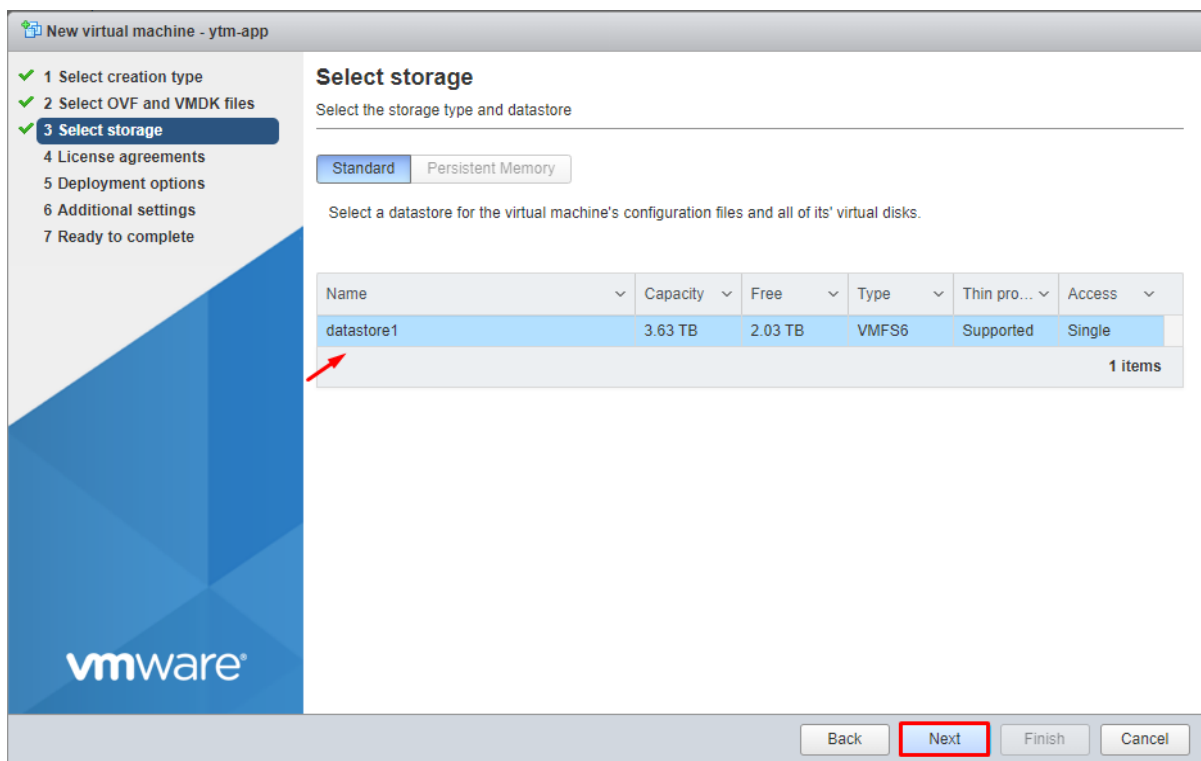 New virtual machine - ytm-app
1 Select creation type
2 Select OVF and VMDK files
3 Select storage
4 License agreements
5 Deployment options
6 Additional settings
7 Ready to complete
vmware®
Select storage
Select the storage type and datastore
Standard Persistent Memory
Select a datastore for the virtual machine's configuration files and all of its' virtual disks.
Name Capacity Free Type Thin pro... Access
datastore1 3.63 TB 2.03 TB VMFS6 Supported Single
1 items
Back Next Finish Cancel